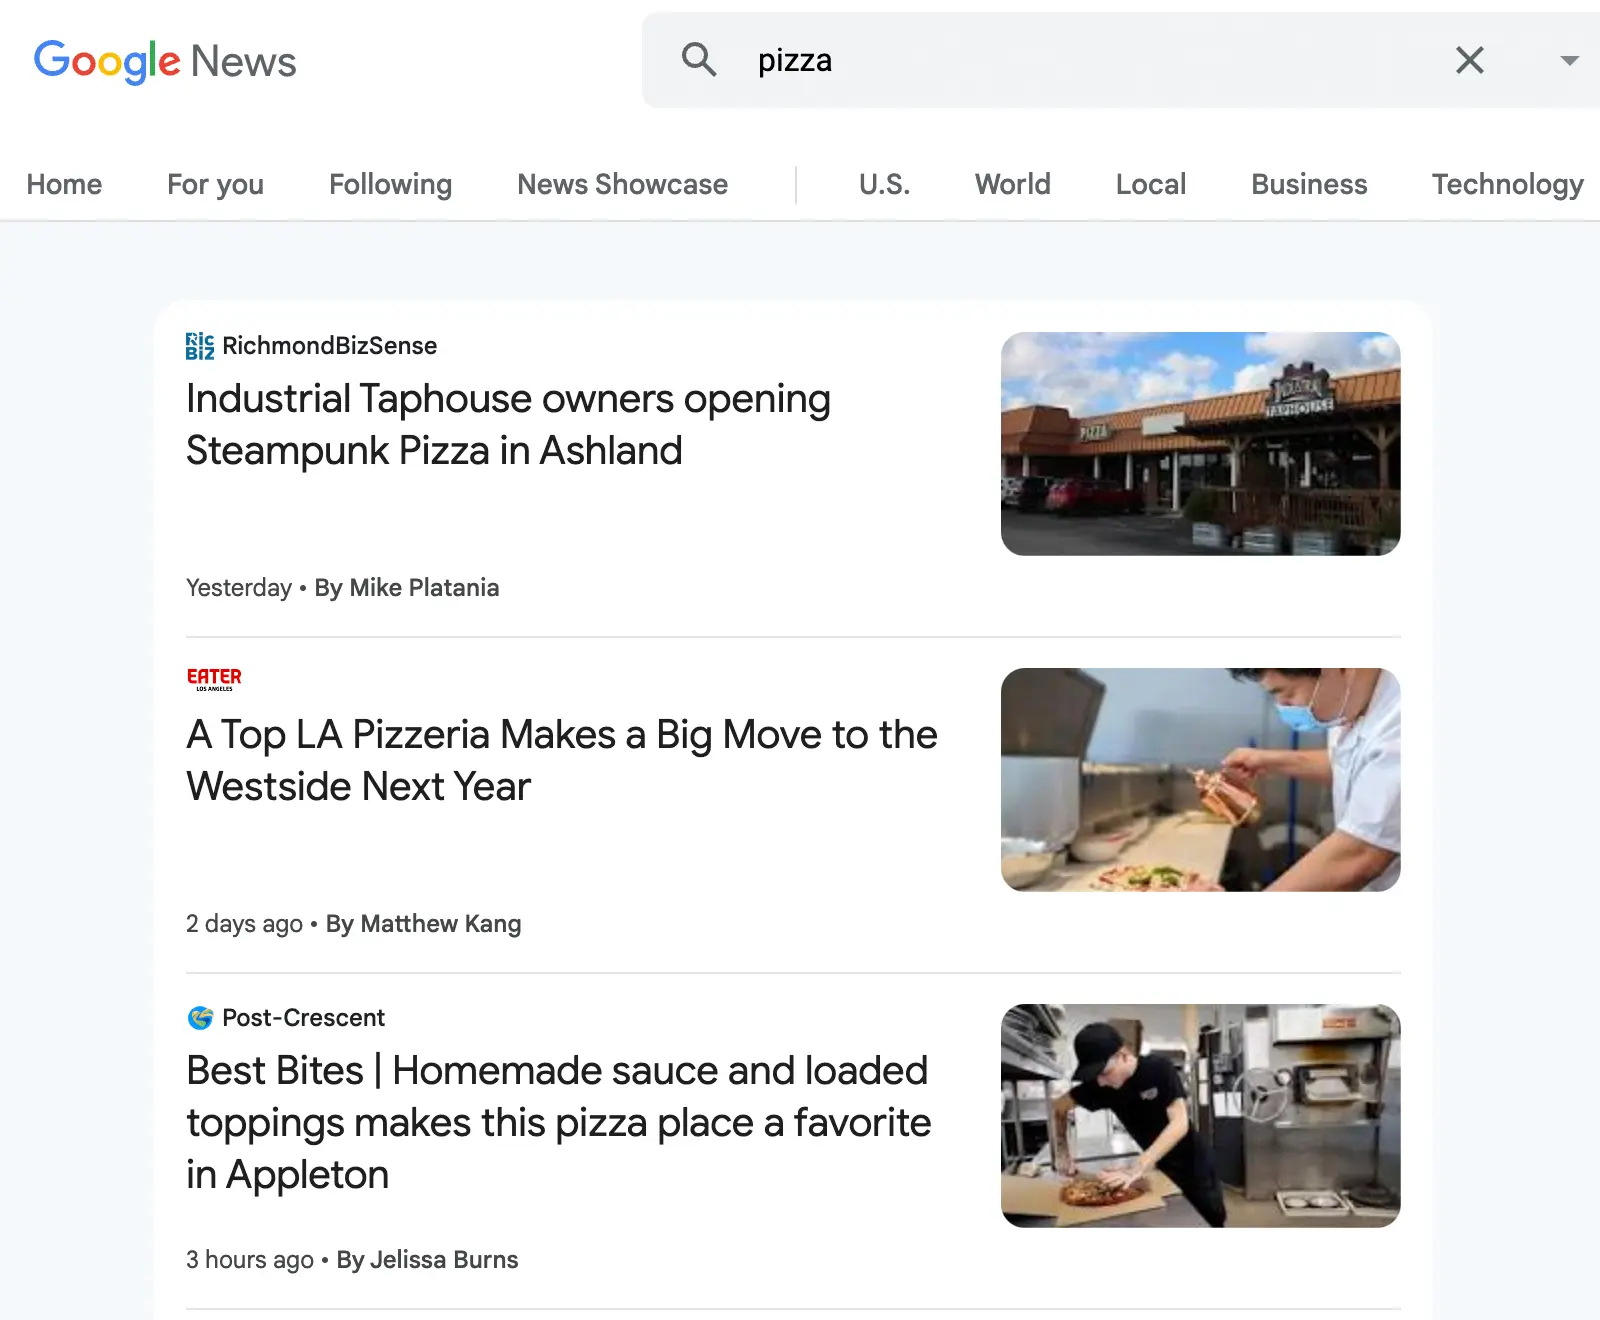 Google News
pizza
Home For you Following News Showcase U.S. World Local Business Technology
RIC
BIZ
RichmondBizSense
Industrial Taphouse owners opening
Steampunk Pizza in Ashland
PIZZA
INDUSTRIAL
TAPHOUSE
Yesterday • By Mike Platania
EATER
LOS ANGELES
A Top LA Pizzeria Makes a Big Move to the
Westside Next Year
2 days ago • By Matthew Kang
Post-Crescent
Best Bites | Homemade sauce and loaded
toppings makes this pizza place a favorite
in Appleton
3 hours ago • By Jelissa Burns